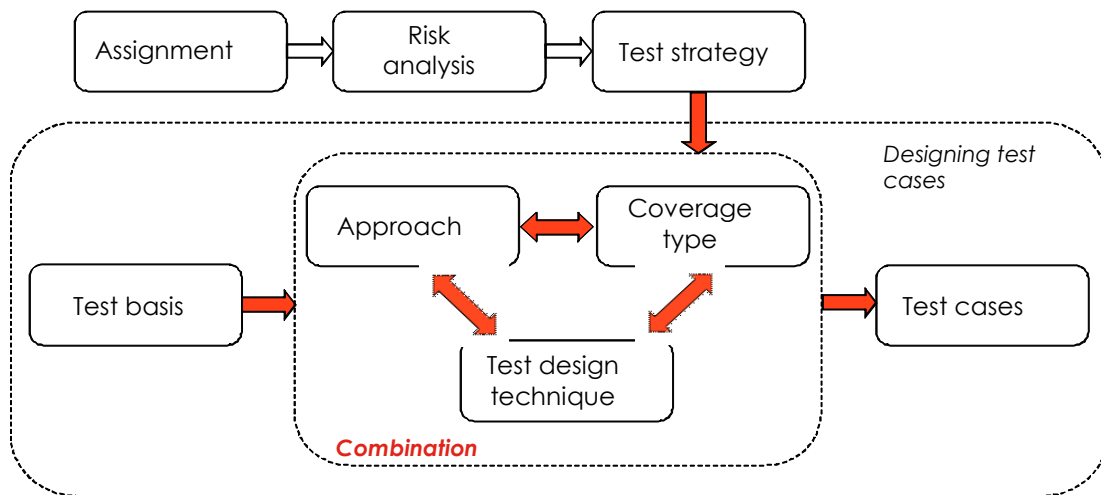 Assignment
Risk
analysis
Test strategy
Designing test
cases
Approach
Coverage
type
Test basis
Test cases
Test design
technique
Combination